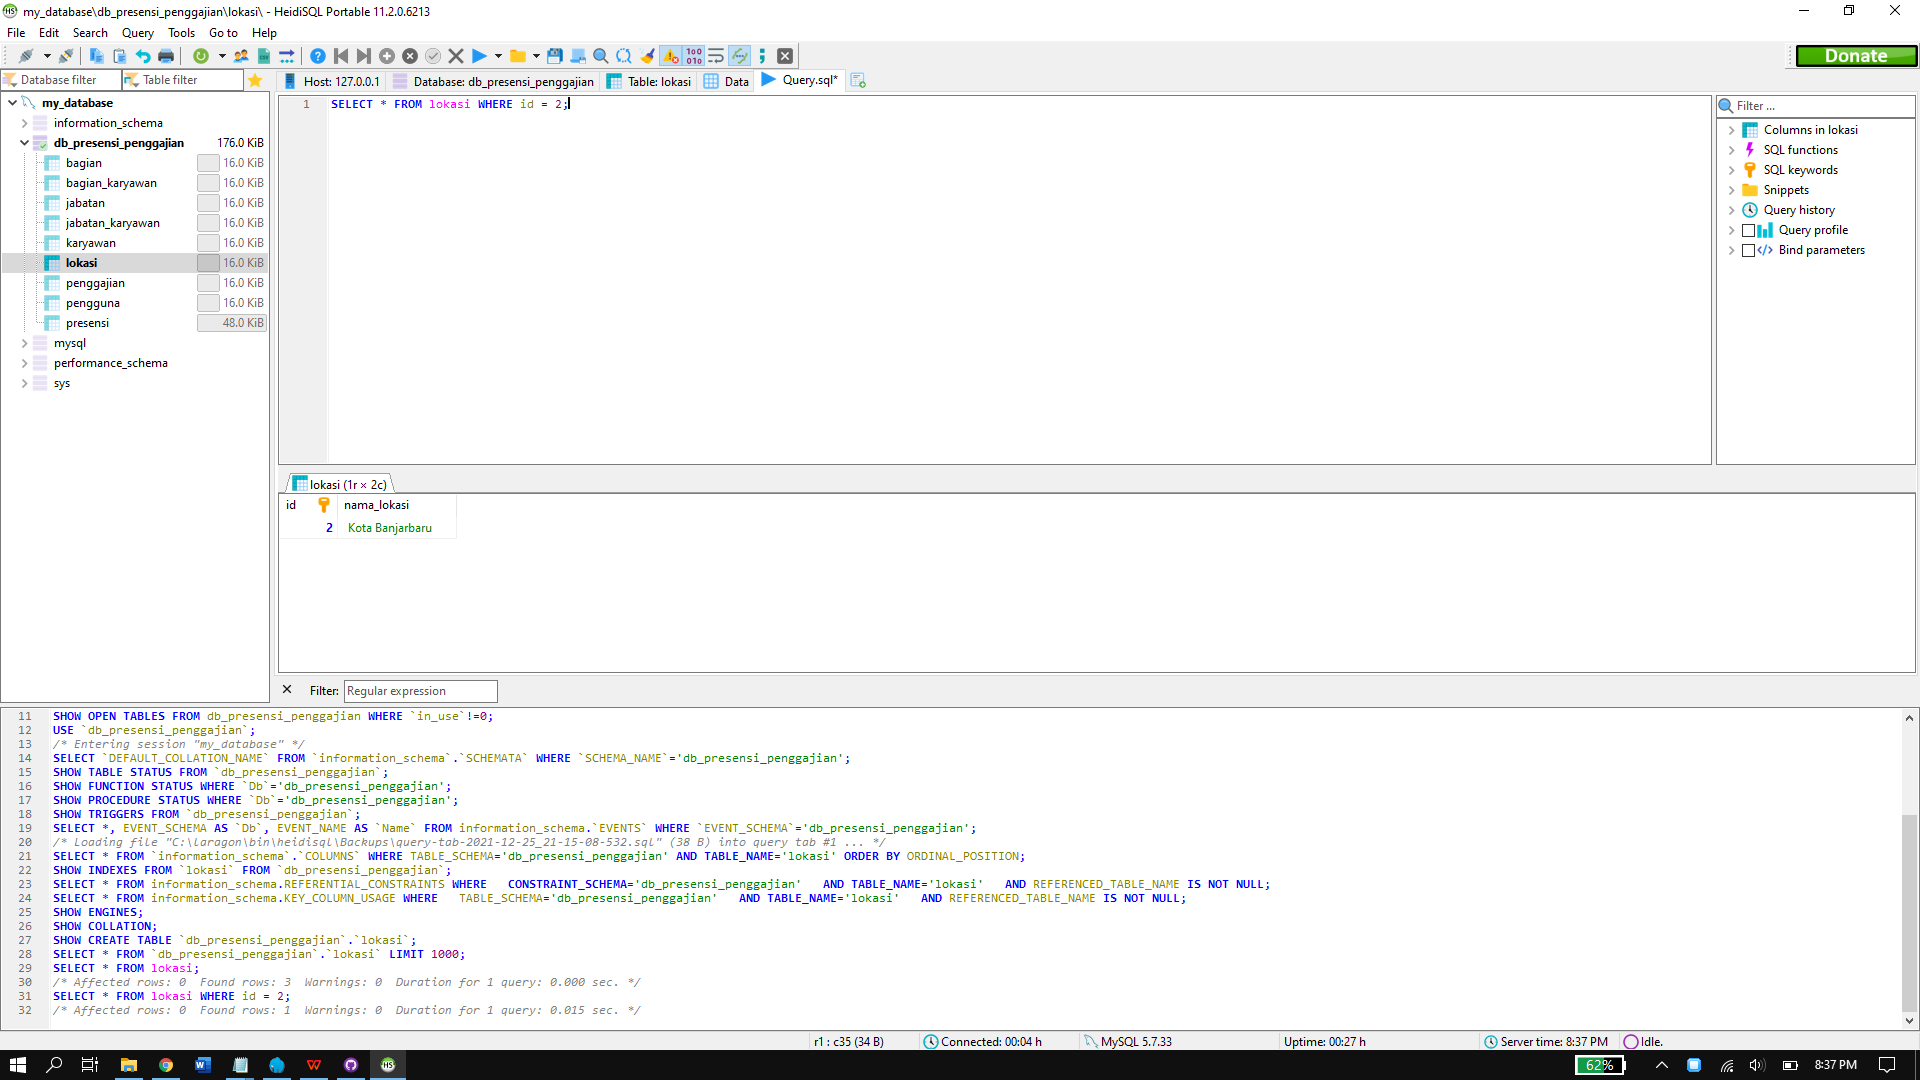 my_database\db_presensi_penggajian\lokasi\ - HeidiSQL Portable 11.2.0.6213
File Edit Search Query Tools Go to Help
Donate
Database filter Table filter
Host: 127.0.0.1 Database: db_presensi_penggajian Table: lokasi Data Query.sql*
my_database
information_schema
db_presensi_penggajian 176.0 KiB
bagian 16.0 KiB
bagian_karyawan 16.0 KiB
jabatan 16.0 KiB
jabatan_karyawan 16.0 KiB
karyawan 16.0 KiB
lokasi 16.0 KiB
penggajian 16.0 KiB
pengguna 16.0 KiB
presensi 48.0 KiB
mysql
performance_schema
sys
1 SELECT * FROM lokasi WHERE id = 2;
Filter ...
Columns in lokasi
SQL functions
SQL keywords
Snippets
Query history
Query profile
Bind parameters
lokasi (1r × 2c)
id nama_lokasi
2 Kota Banjarbaru
Filter: Regular expression
11 SHOW OPEN TABLES FROM db_presensi_penggajian WHERE `in_use`!=0;
12 USE `db_presensi_penggajian`;
13 /* Entering session "my_database" */
14 SELECT `DEFAULT_COLLATION_NAME` FROM `information_schema`.`SCHEMATA` WHERE `SCHEMA_NAME`='db_presensi_penggajian';
15 SHOW TABLE STATUS FROM `db_presensi_penggajian`;
16 SHOW FUNCTION STATUS WHERE `Db`='db_presensi_penggajian';
17 SHOW PROCEDURE STATUS WHERE `Db`='db_presensi_penggajian';
18 SHOW TRIGGERS FROM `db_presensi_penggajian`;
19 SELECT *, EVENT_SCHEMA AS `Db`, EVENT_NAME AS `Name` FROM information_schema.`EVENTS` WHERE `EVENT_SCHEMA`='db_presensi_penggajian';
20 /* Loading file "C:\laragon\bin\heidisql\Backups\query-tab-2021-12-25_21-15-08-532.sql" (38 B) into query tab #1 ... */
21 SELECT * FROM `information_schema`.`COLUMNS` WHERE TABLE_SCHEMA='db_presensi_penggajian' AND TABLE_NAME='lokasi' ORDER BY ORDINAL_POSITION;
22 SHOW INDEXES FROM `lokasi` FROM `db_presensi_penggajian`;
23 SELECT * FROM information_schema.REFERENTIAL_CONSTRAINTS WHERE CONSTRAINT_SCHEMA='db_presensi_penggajian' AND TABLE_NAME='lokasi' AND REFERENCED_TABLE_NAME IS NOT NULL;
24 SELECT * FROM information_schema.KEY_COLUMN_USAGE WHERE TABLE_SCHEMA='db_presensi_penggajian' AND TABLE_NAME='lokasi' AND REFERENCED_TABLE_NAME IS NOT NULL;
25 SHOW ENGINES;
26 SHOW COLLATION;
27 SHOW CREATE TABLE `db_presensi_penggajian`.`lokasi`;
28 SELECT * FROM `db_presensi_penggajian`.`lokasi` LIMIT 1000;
29 SELECT * FROM lokasi;
30 /* Affected rows: 0 Found rows: 3 Warnings: 0 Duration for 1 query: 0.000 sec. */
31 SELECT * FROM lokasi WHERE id = 2;
32 /* Affected rows: 0 Found rows: 1 Warnings: 0 Duration for 1 query: 0.015 sec. */
r1 : c35 (34 B) Connected: 00:04 h MySQL 5.7.33 Uptime: 00:27 h Server time: 8:37 PM Idle.
62% 8:37 PM